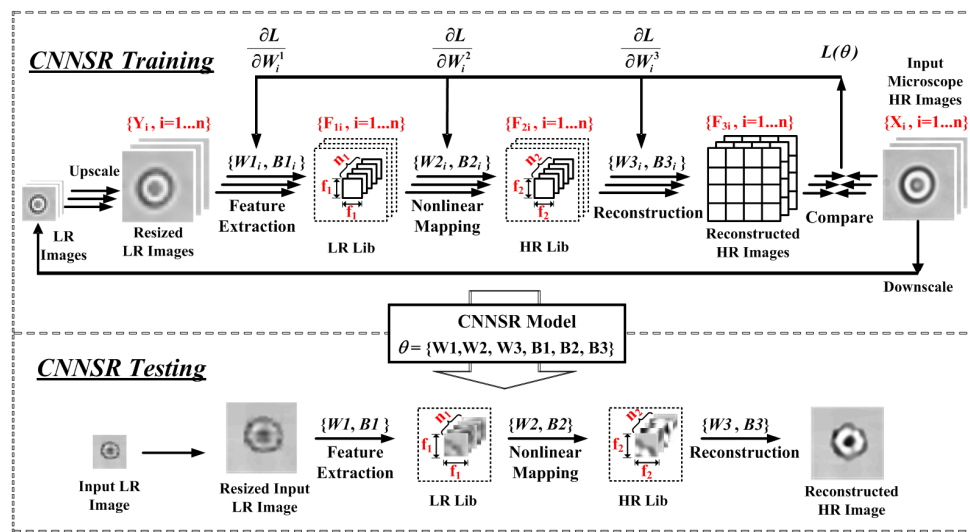 CNNSR Training
∂L
∂W_i^1
∂L
∂W_i^2
∂L
∂W_i^3
L(θ)
Input
Microscope
HR Images
{Y_i , i=1...n}
{F_1i , i=1...n}
{F_2i , i=1...n}
{F_3i , i=1...n}
{X_i , i=1...n}
Upscale
{W1_i , B1_i}
n_1
f_1
f_1
{W2_i , B2_i}
n_2
f_2
f_2
{W3_i , B3_i}
Feature
Extraction
Nonlinear
Mapping
Reconstruction
Compare
LR
Images
Resized
LR Images
LR Lib
HR Lib
Reconstructed
HR Images
Downscale
CNNSR Model
θ = {W1,W2, W3, B1, B2, B3}
CNNSR Testing
{W1, B1}
n_1
f_1
f_1
{W2, B2}
n_2
f_2
f_2
{W3 , B3}
Feature
Extraction
Nonlinear
Mapping
Reconstruction
Input LR
Image
Resized Input
LR Image
LR Lib
HR Lib
Reconstructed
HR Image